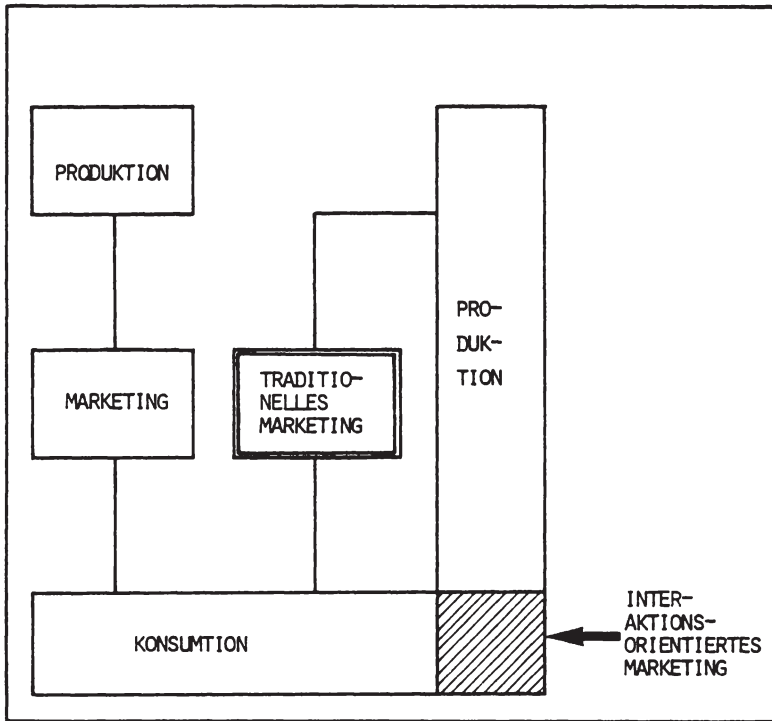 PRODUKTION
PRO-
DUK-
TION
MARKETING
TRADITIO-
NELLES
MARKETING
KONSUMTION
INTER-
AKTIONS-
ORIENTIERTES
MARKETING